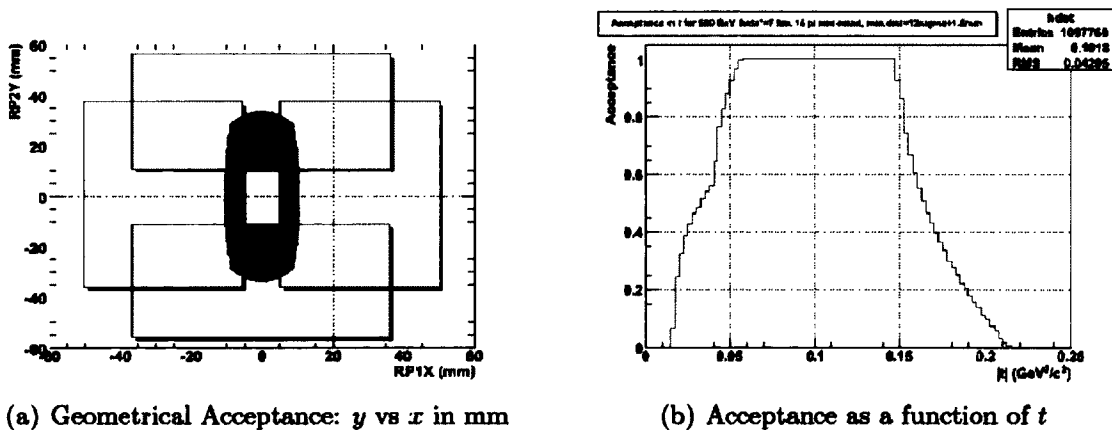 RP2Y (mm)
60
40
20
0
-20
-40
-60
-60 -40 -20 0 20 40 60
RP1X (mm)
(a) Geometrical Acceptance: y vs x in mm
Acceptance
1
0.8
0.6
0.4
0.2
0
0 0.05 0.1 0.15 0.2 0.25
|t| (GeV²/c²)
Entries
Mean
RMS
(b) Acceptance as a function of t